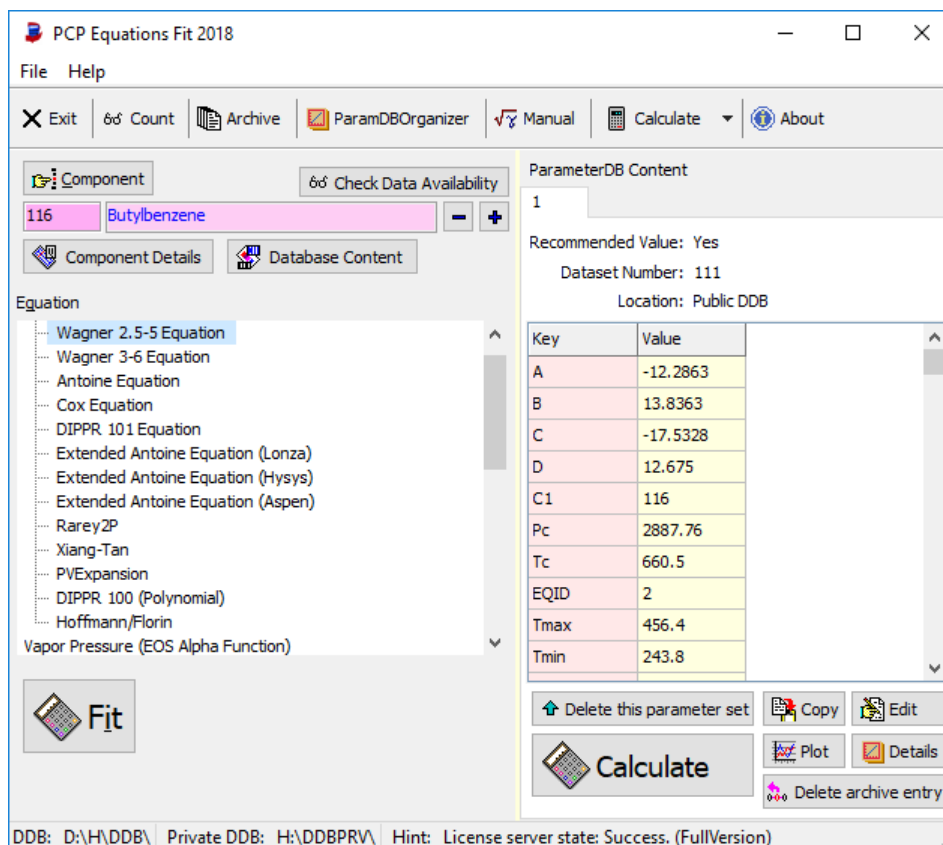 PCP Equations Fit 2018
File Help
Exit Count Archive ParamDBOrganizer Manual Calculate About
Component
Check Data Availability
116 Butylbenzene
Component Details Database Content
Equation
Wagner 2.5-5 Equation
Wagner 3-6 Equation
Antoine Equation
Cox Equation
DIPPR 101 Equation
Extended Antoine Equation (Lonza)
Extended Antoine Equation (Hysys)
Extended Antoine Equation (Aspen)
Rarey2P
Xiang-Tan
PVExpansion
DIPPR 100 (Polynomial)
Hoffmann/Florin
Vapor Pressure (EOS Alpha Function)
Fit
ParameterDB Content
1
Recommended Value: Yes
Dataset Number: 111
Location: Public DDB
Key Value
A -12.2863
B 13.8363
C -17.5328
D 12.675
C1 116
Pc 2887.76
Tc 660.5
EQID 2
Tmax 456.4
Tmin 243.8
Delete this parameter set Copy Edit
Calculate Plot Details
Delete archive entry
DDB: D:\H\DDB\ Private DDB: H:\DDBPRV\ Hint: License server state: Success. (FullVersion)